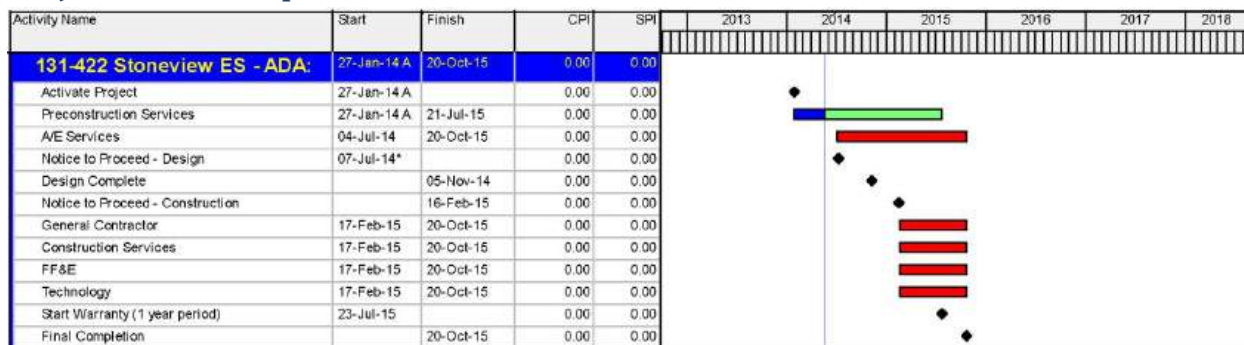 Activity Name Start Finish CPI SPI 2013 2014 2015 2016 2017 2018
131-422 Stoneview ES - ADA: 27-Jan-14 A 20-Oct-15 0.00 0.00
Activate Project 27-Jan-14 A 0.00 0.00
Preconstruction Services 27-Jan-14 A 21-Jul-15 0.00 0.00
A/E Services 04-Jul-14 20-Oct-15 0.00 0.00
Notice to Proceed - Design 07-Jul-14* 0.00 0.00
Design Complete 05-Nov-14 0.00 0.00
Notice to Proceed - Construction 16-Feb-15 0.00 0.00
General Contractor 17-Feb-15 20-Oct-15 0.00 0.00
Construction Services 17-Feb-15 20-Oct-15 0.00 0.00
FF&E 17-Feb-15 20-Oct-15 0.00 0.00
Technology 17-Feb-15 20-Oct-15 0.00 0.00
Start Warranty (1 year period) 23-Jul-15 0.00 0.00
Final Completion 20-Oct-15 0.00 0.00